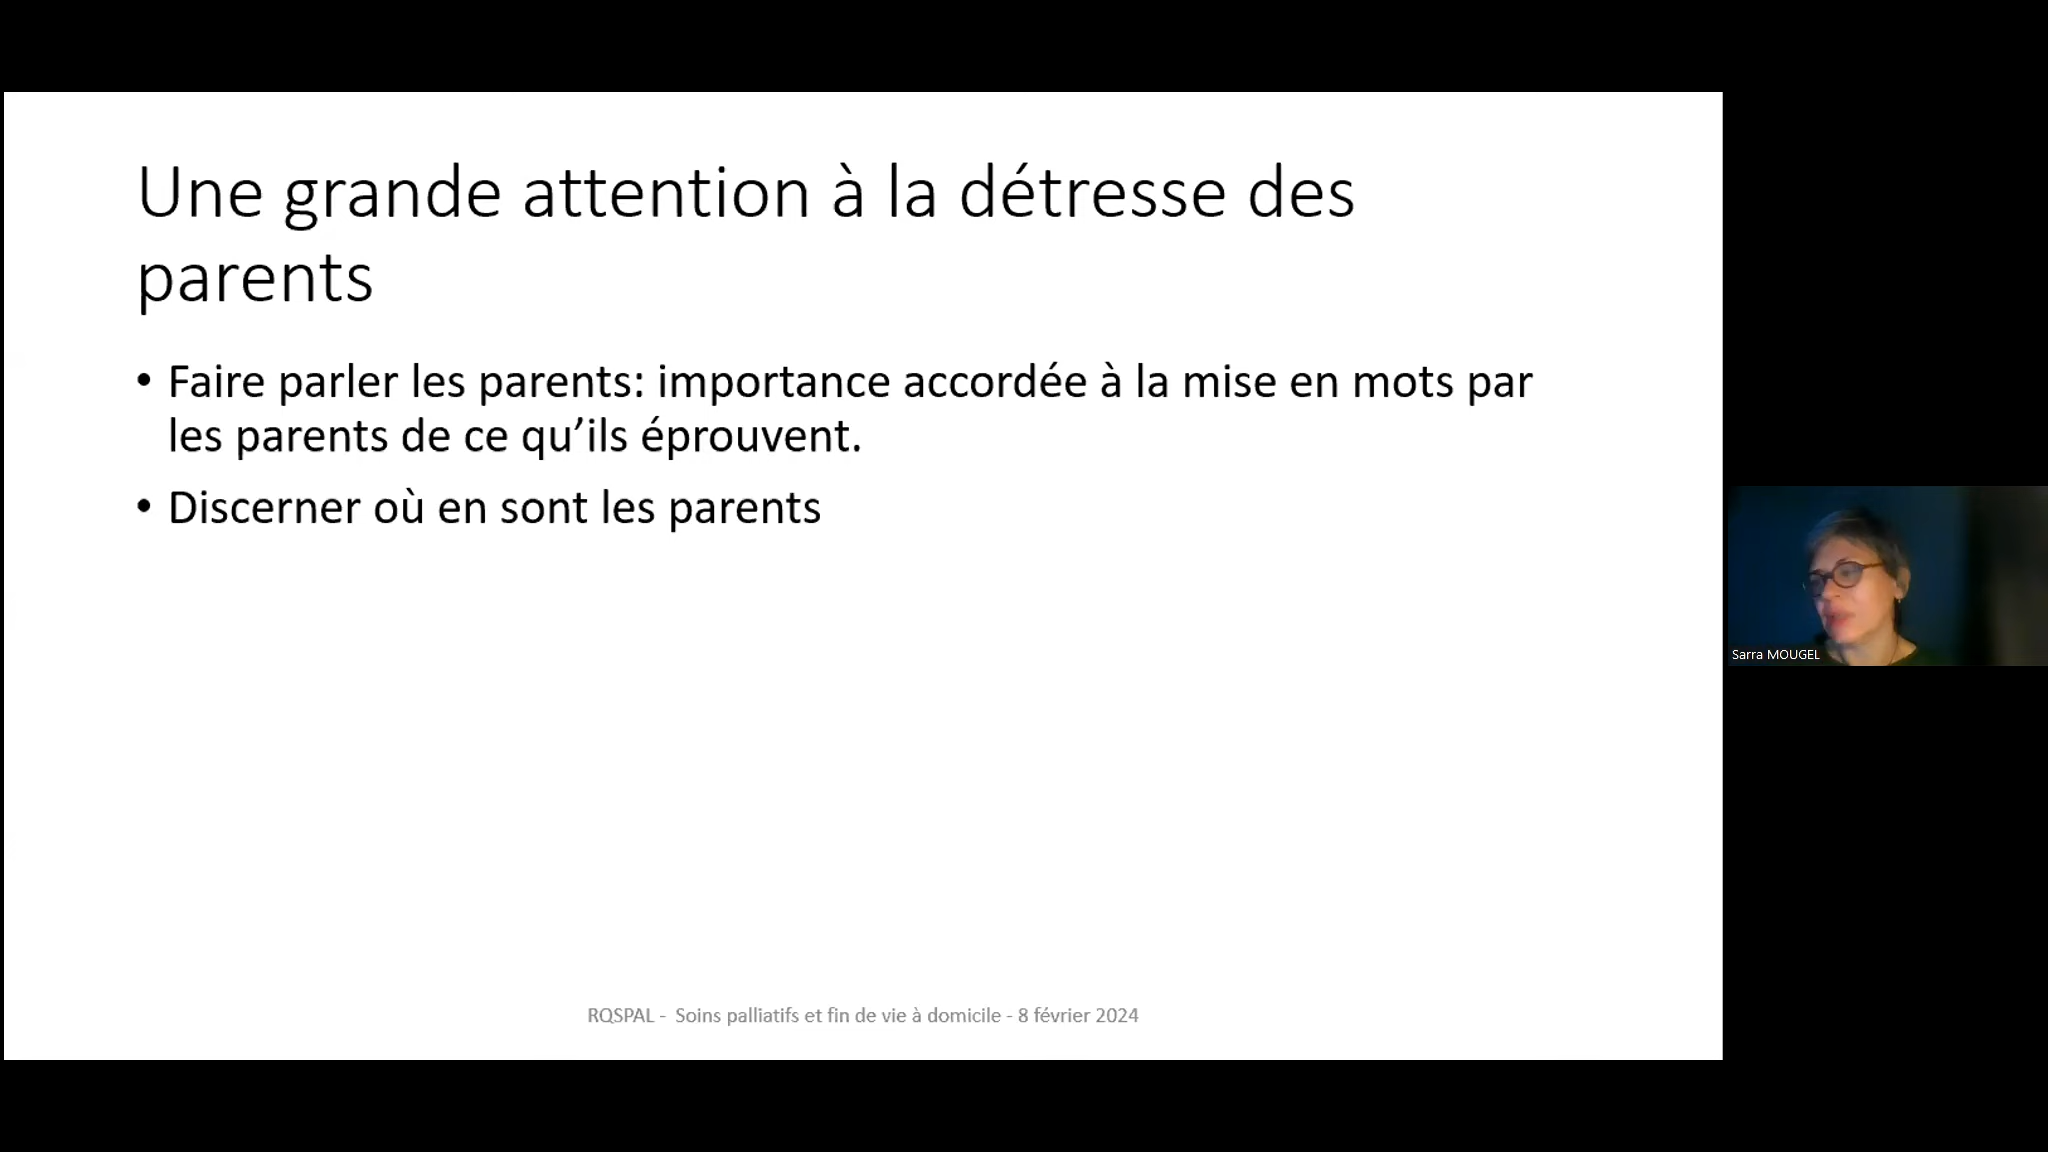 Une grande attention à la détresse des
parents
• Faire parler les parents: importance accordée à la mise en mots par
les parents de ce qu’ils éprouvent.
• Discerner où en sont les parents
RQSPAL -  Soins palliatifs et fin de vie à domicile - 8 février 2024
Sarra MOUGEL